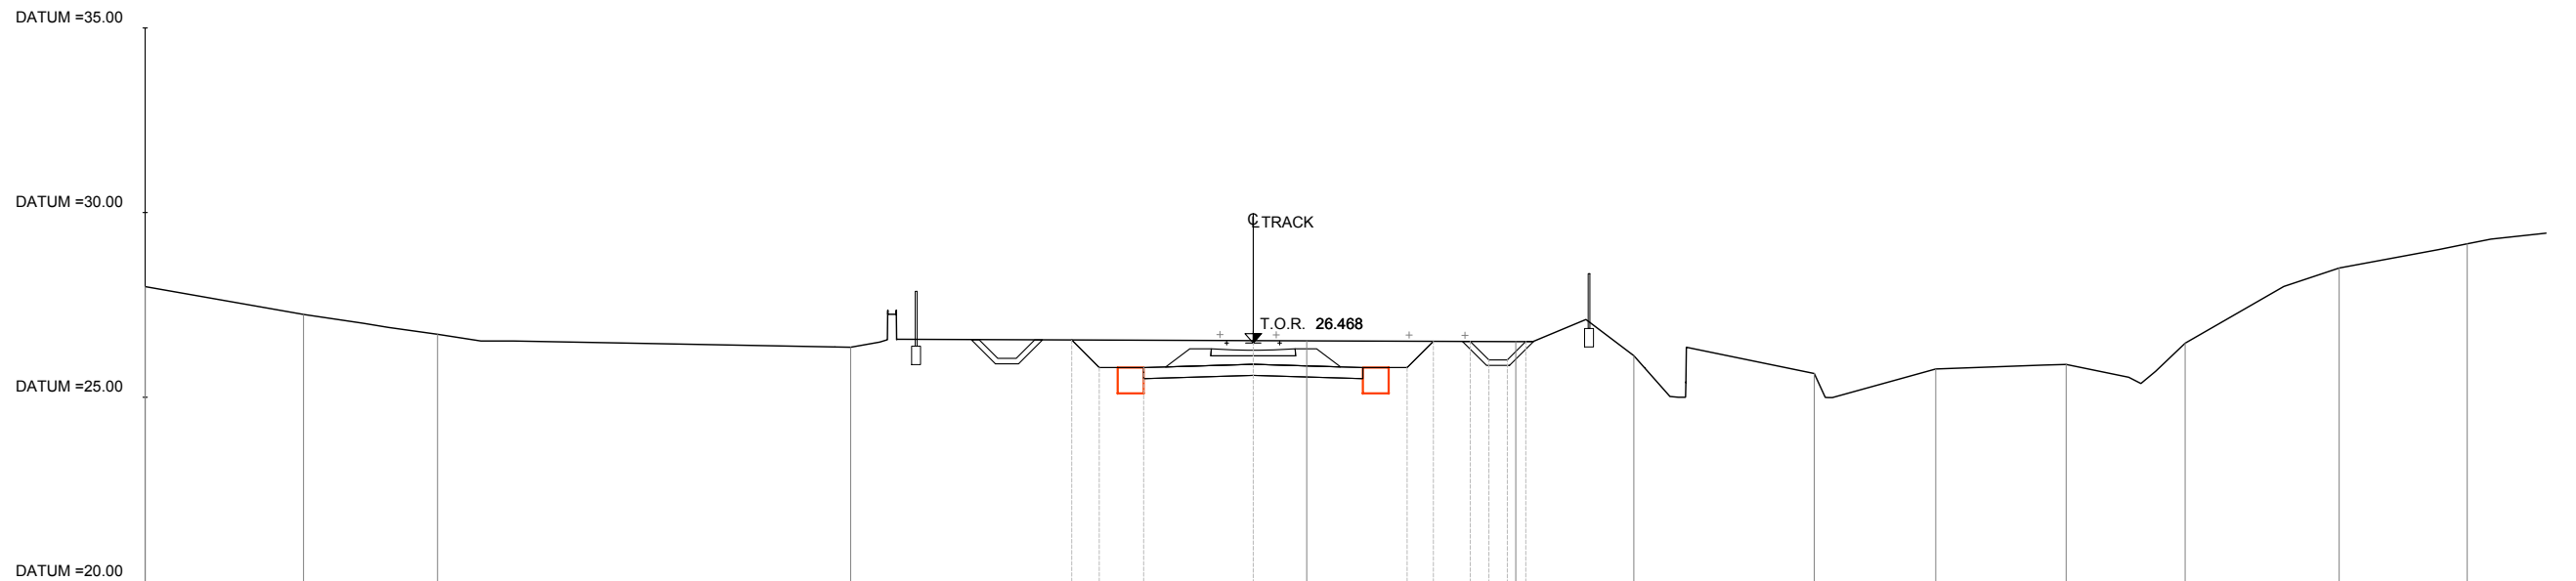 DATUM =35.00
DATUM =30.00
℄ TRACK
T.O.R. 26.468
DATUM =25.00
DATUM =20.00